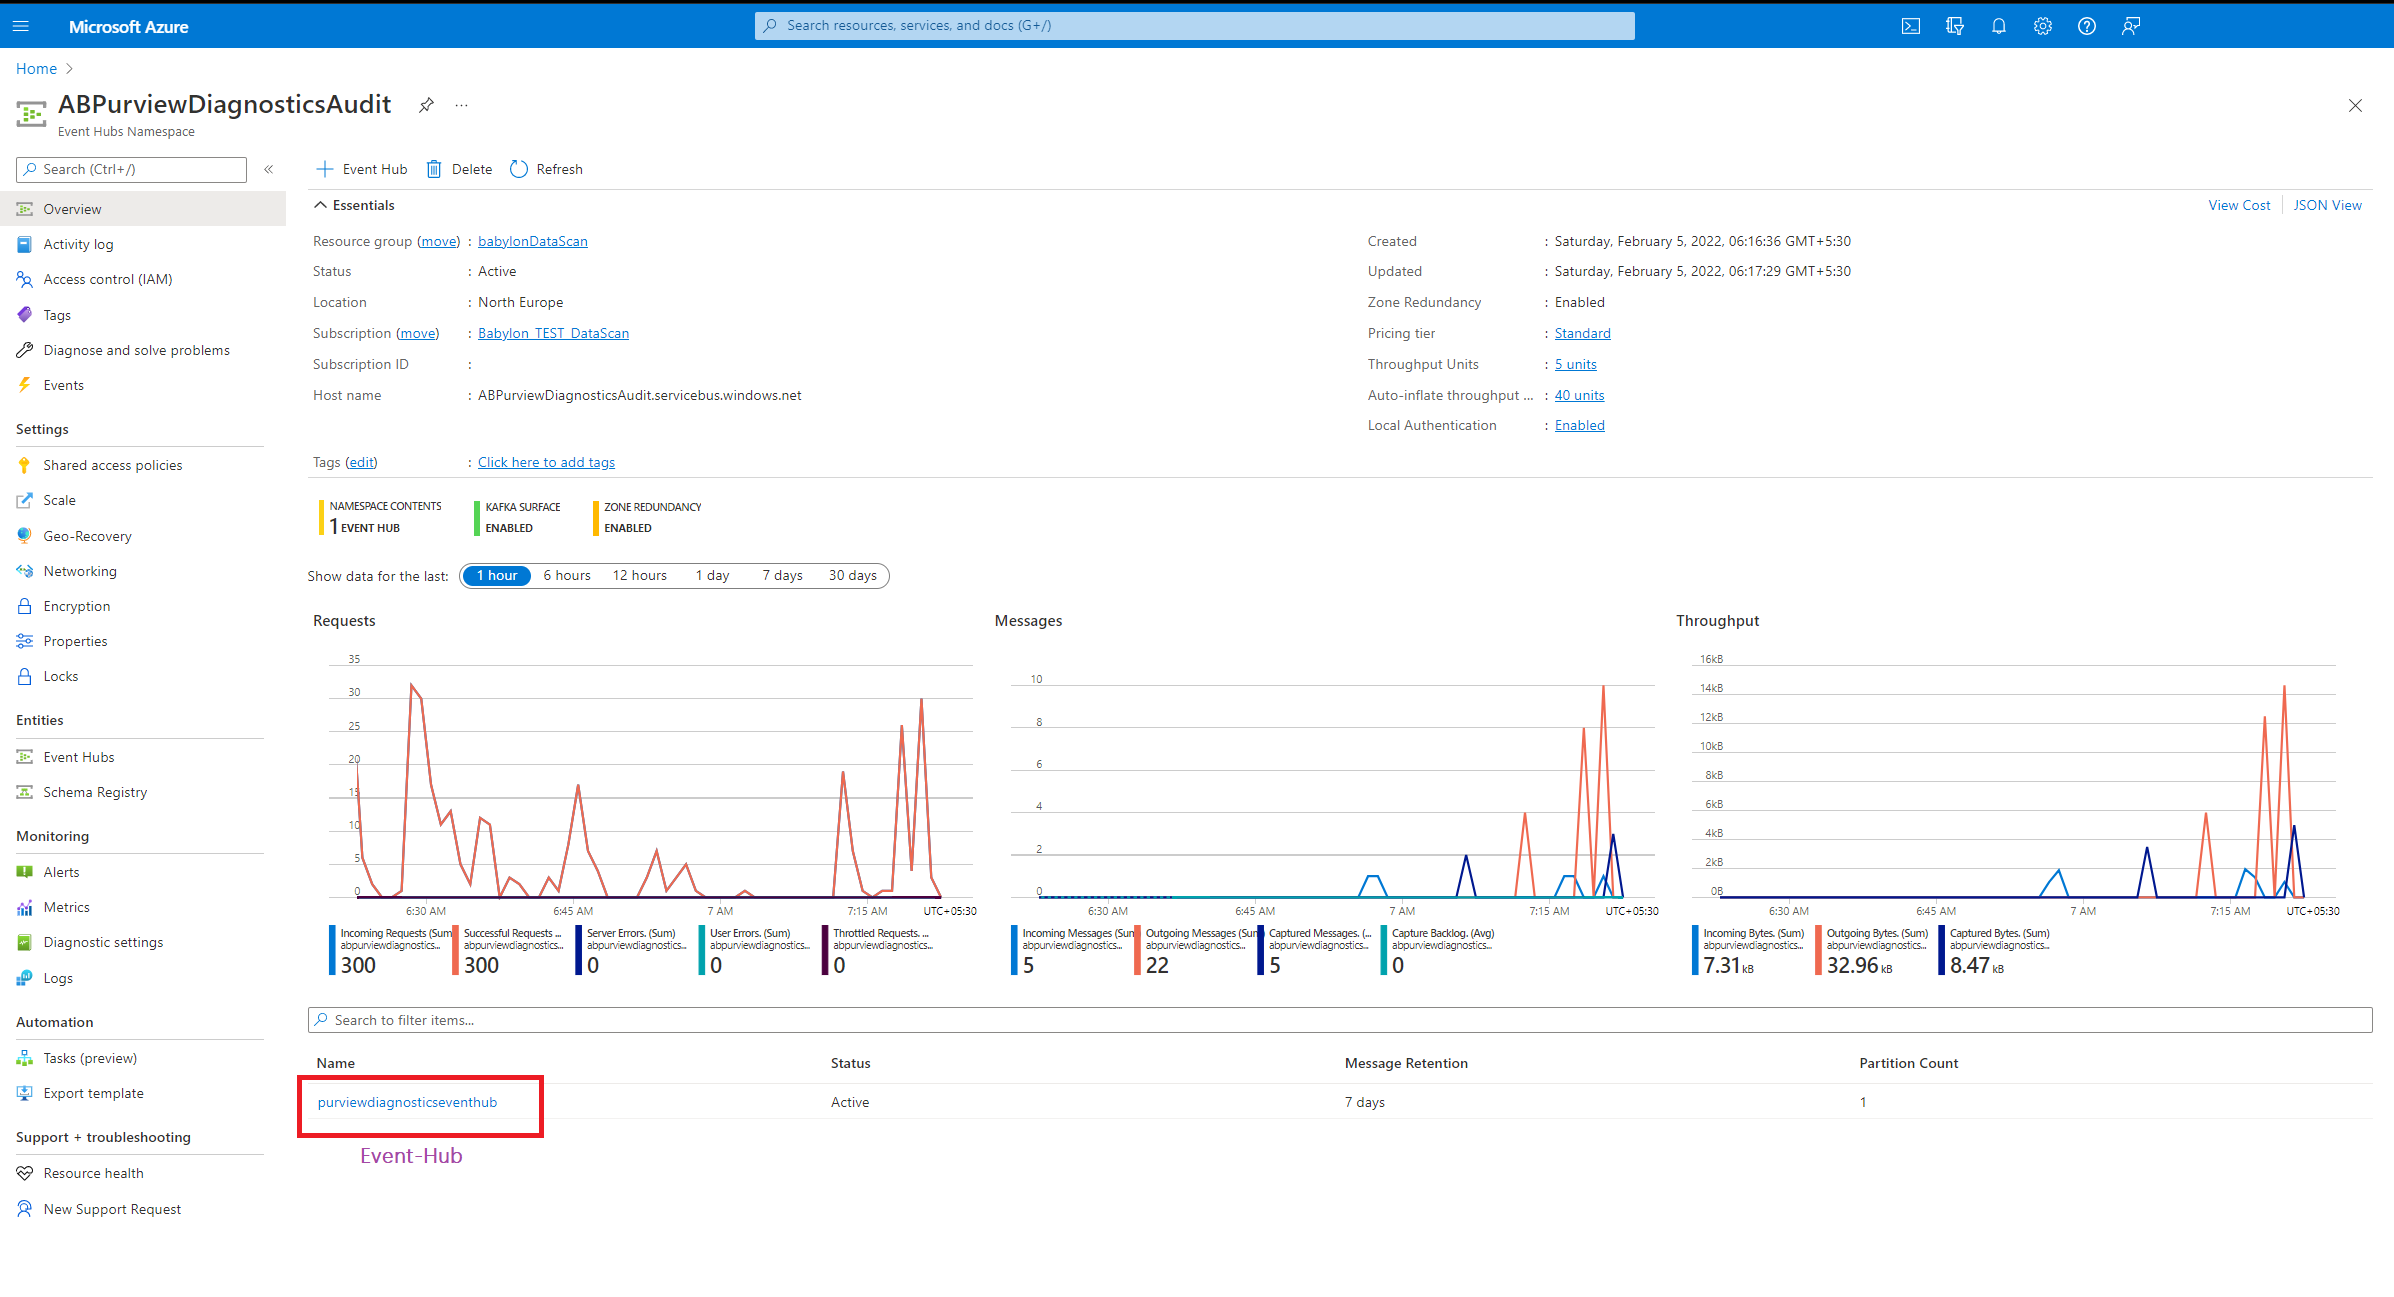 Microsoft Azure
Search resources, services, and docs (G+/)
Home
ABPurviewDiagnosticsAudit
...
Event Hubs Namespace
Search (Ctrl+/)
«
Overview
Activity log
Access control (IAM)
Tags
Diagnose and solve problems
Events
Settings
Shared access policies
Scale
Geo-Recovery
Networking
Encryption
Properties
Locks
Entities
Event Hubs
Schema Registry
Monitoring
Alerts
Metrics
Diagnostic settings
Logs
Automation
Tasks (preview)
Export template
Support + troubleshooting
Resource health
New Support Request
Event Hub Delete Refresh
Essentials
View Cost JSON View
Resource group (move) : babylonDataScan
Status : Active
Location : North Europe
Subscription (move) : Babylon_TEST_DataScan
Subscription ID :
Host name : ABPurviewDiagnosticsAudit.servicebus.windows.net
Created : Saturday, February 5, 2022, 06:16:36 GMT+5:30
Updated : Saturday, February 5, 2022, 06:17:29 GMT+5:30
Zone Redundancy : Enabled
Pricing tier : Standard
Throughput Units : 5 units
Auto-inflate throughput ... : 40 units
Local Authentication : Enabled
Tags (edit) : Click here to add tags
NAMESPACE CONTENTS
1 EVENT HUB
KAFKA SURFACE
ENABLED
ZONE REDUNDANCY
ENABLED
Show data for the last: 1 hour 6 hours 12 hours 1 day 7 days 30 days
Requests
35
30
25
20
15
10
5
0
6:30 AM 6:45 AM 7 AM 7:15 AM UTC+05:30
Incoming Requests (Sum
abpurviewdiagnostics...
300
Successful Requests ...
abpurviewdiagnostics...
300
Server Errors. (Sum)
abpurviewdiagnostics...
0
User Errors. (Sum)
abpurviewdiagnostics...
0
Throttled Requests. ...
abpurviewdiagnostics...
0
Messages
10
8
6
4
2
0
6:30 AM 6:45 AM 7 AM 7:15 AM UTC+05:30
Incoming Messages (Sum
abpurviewdiagnostics...
5
Outgoing Messages (Sum
abpurviewdiagnostics...
22
Captured Messages. (...
abpurviewdiagnostics...
5
Capture Backlog. (Avg)
abpurviewdiagnostics...
0
Throughput
16kB
14kB
12kB
10kB
8kB
6kB
4kB
2kB
0B
6:30 AM 6:45 AM 7 AM 7:15 AM UTC+05:30
Incoming Bytes. (Sum)
abpurviewdiagnostics...
7.31 kB
Outgoing Bytes. (Sum)
abpurviewdiagnostics...
32.96 kB
Captured Bytes. (Sum)
abpurviewdiagnostics...
8.47 kB
Search to filter items...
Name Status Message Retention Partition Count
purviewdiagnosticseventhub Active 7 days 1
Event-Hub